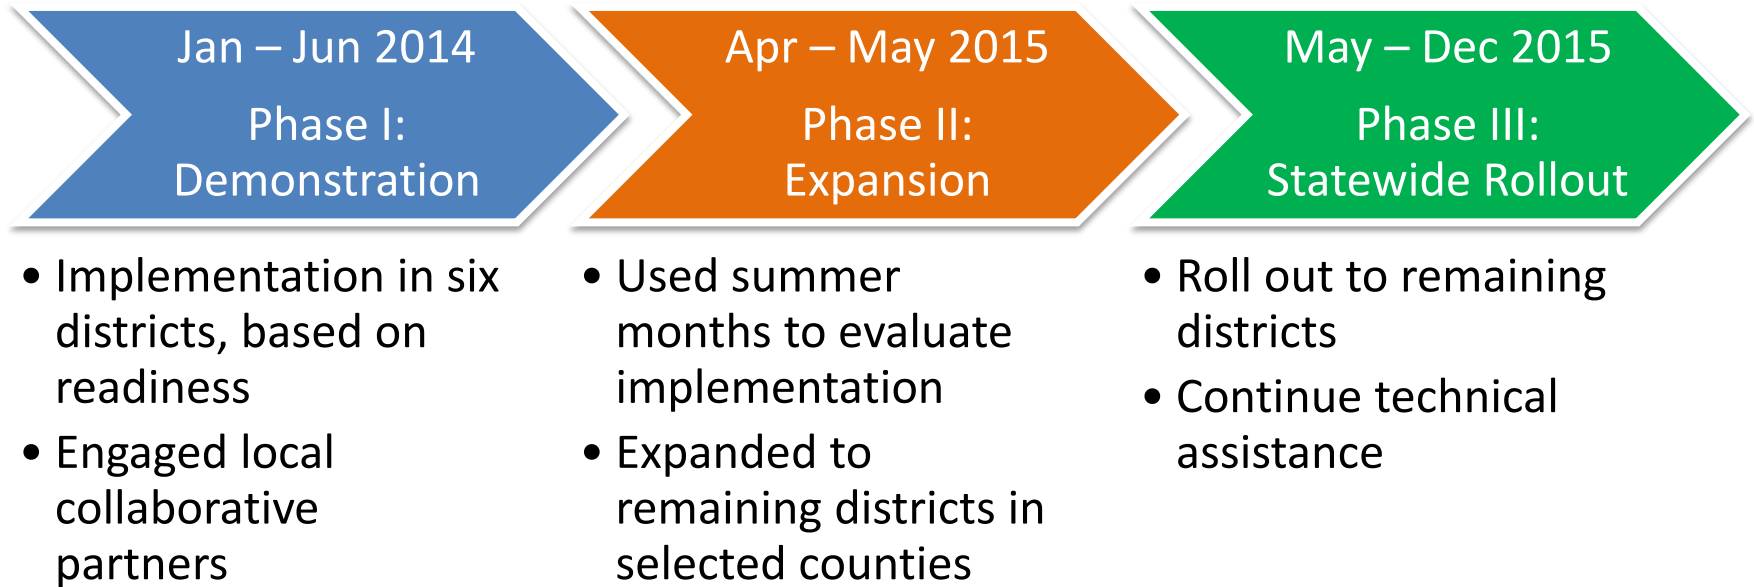 Jan – Jun 2014
Phase I:
Demonstration
• Implementation in six
districts, based on
readiness
• Engaged local
collaborative
partners
Apr – May 2015
Phase II:
Expansion
• Used summer
months to evaluate
implementation
• Expanded to
remaining districts in
selected counties
May – Dec 2015
Phase III:
Statewide Rollout
• Roll out to remaining
districts
• Continue technical
assistance